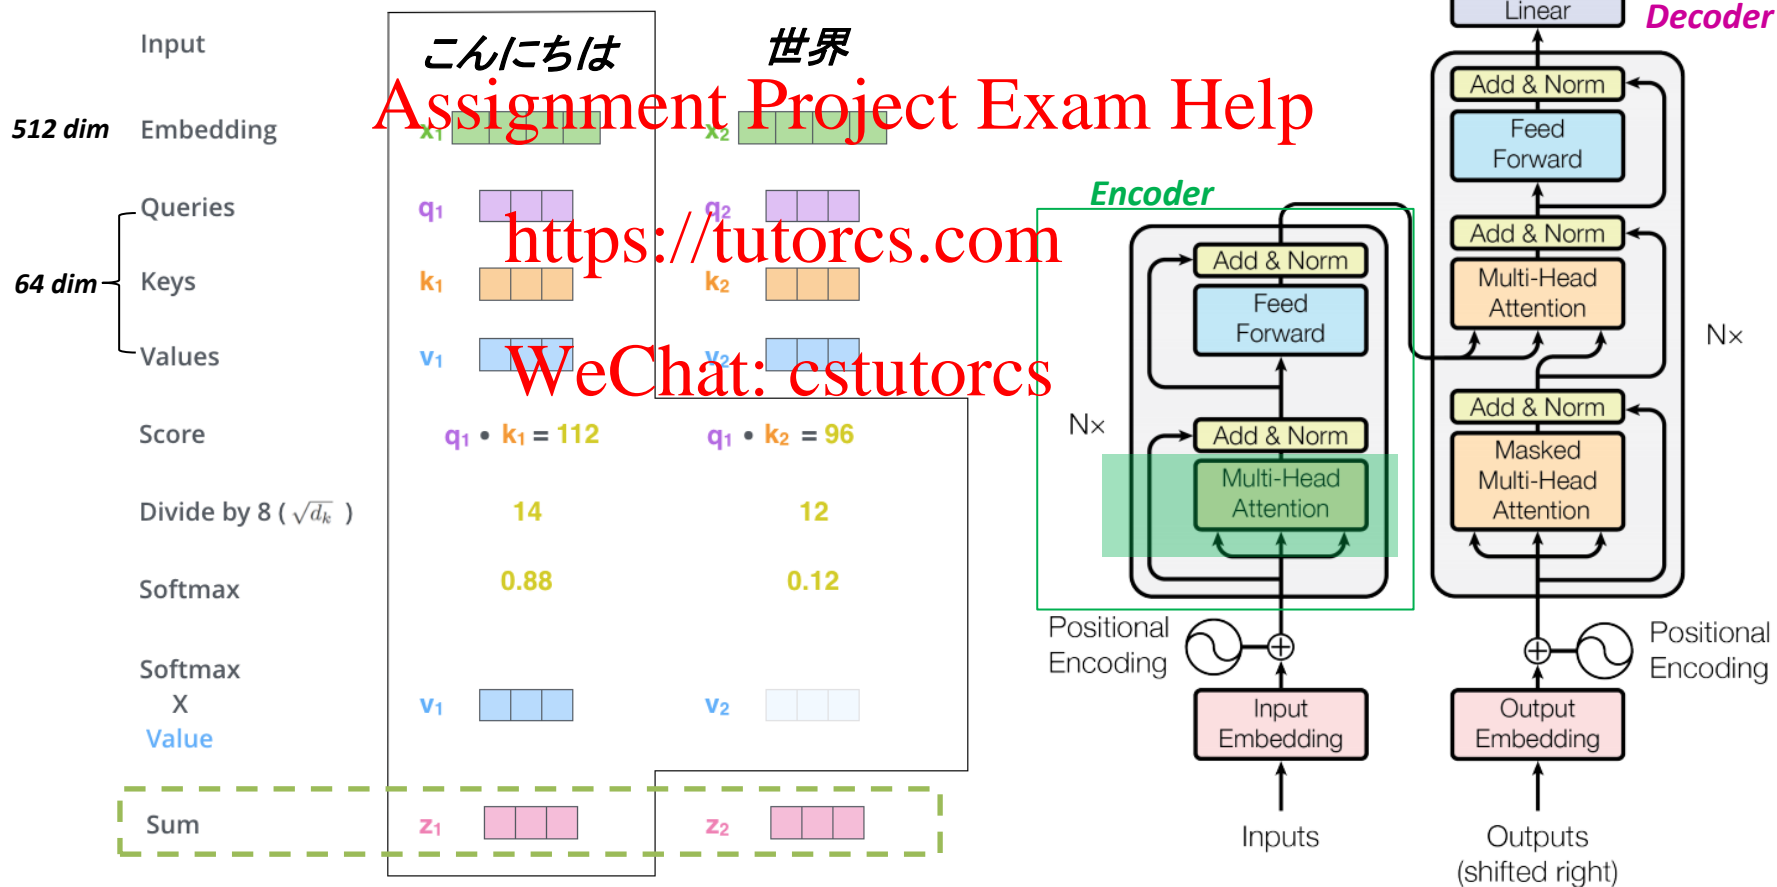 Input
こんにちは
世界
Assignment Project Exam Help
512 dim
Embedding
x1
x2
Queries
q1
q2
https://tutorcs.com
64 dim
Keys
k1
k2
Values
v1
v2
WeChat: cstutorcs
Score
q1 • k1 = 112
q1 • k2 = 96
Divide by 8 ( √dk )
14
12
Softmax
0.88
0.12
Softmax
X
Value
v1
v2
Sum
z1
z2
Encoder
Add & Norm
Feed
Forward
Nx
Add & Norm
Multi-Head
Attention
Positional
Encoding
Input
Embedding
Inputs
Decoder
Linear
Add & Norm
Feed
Forward
Add & Norm
Multi-Head
Attention
Nx
Add & Norm
Masked
Multi-Head
Attention
Positional
Encoding
Output
Embedding
Outputs
(shifted right)